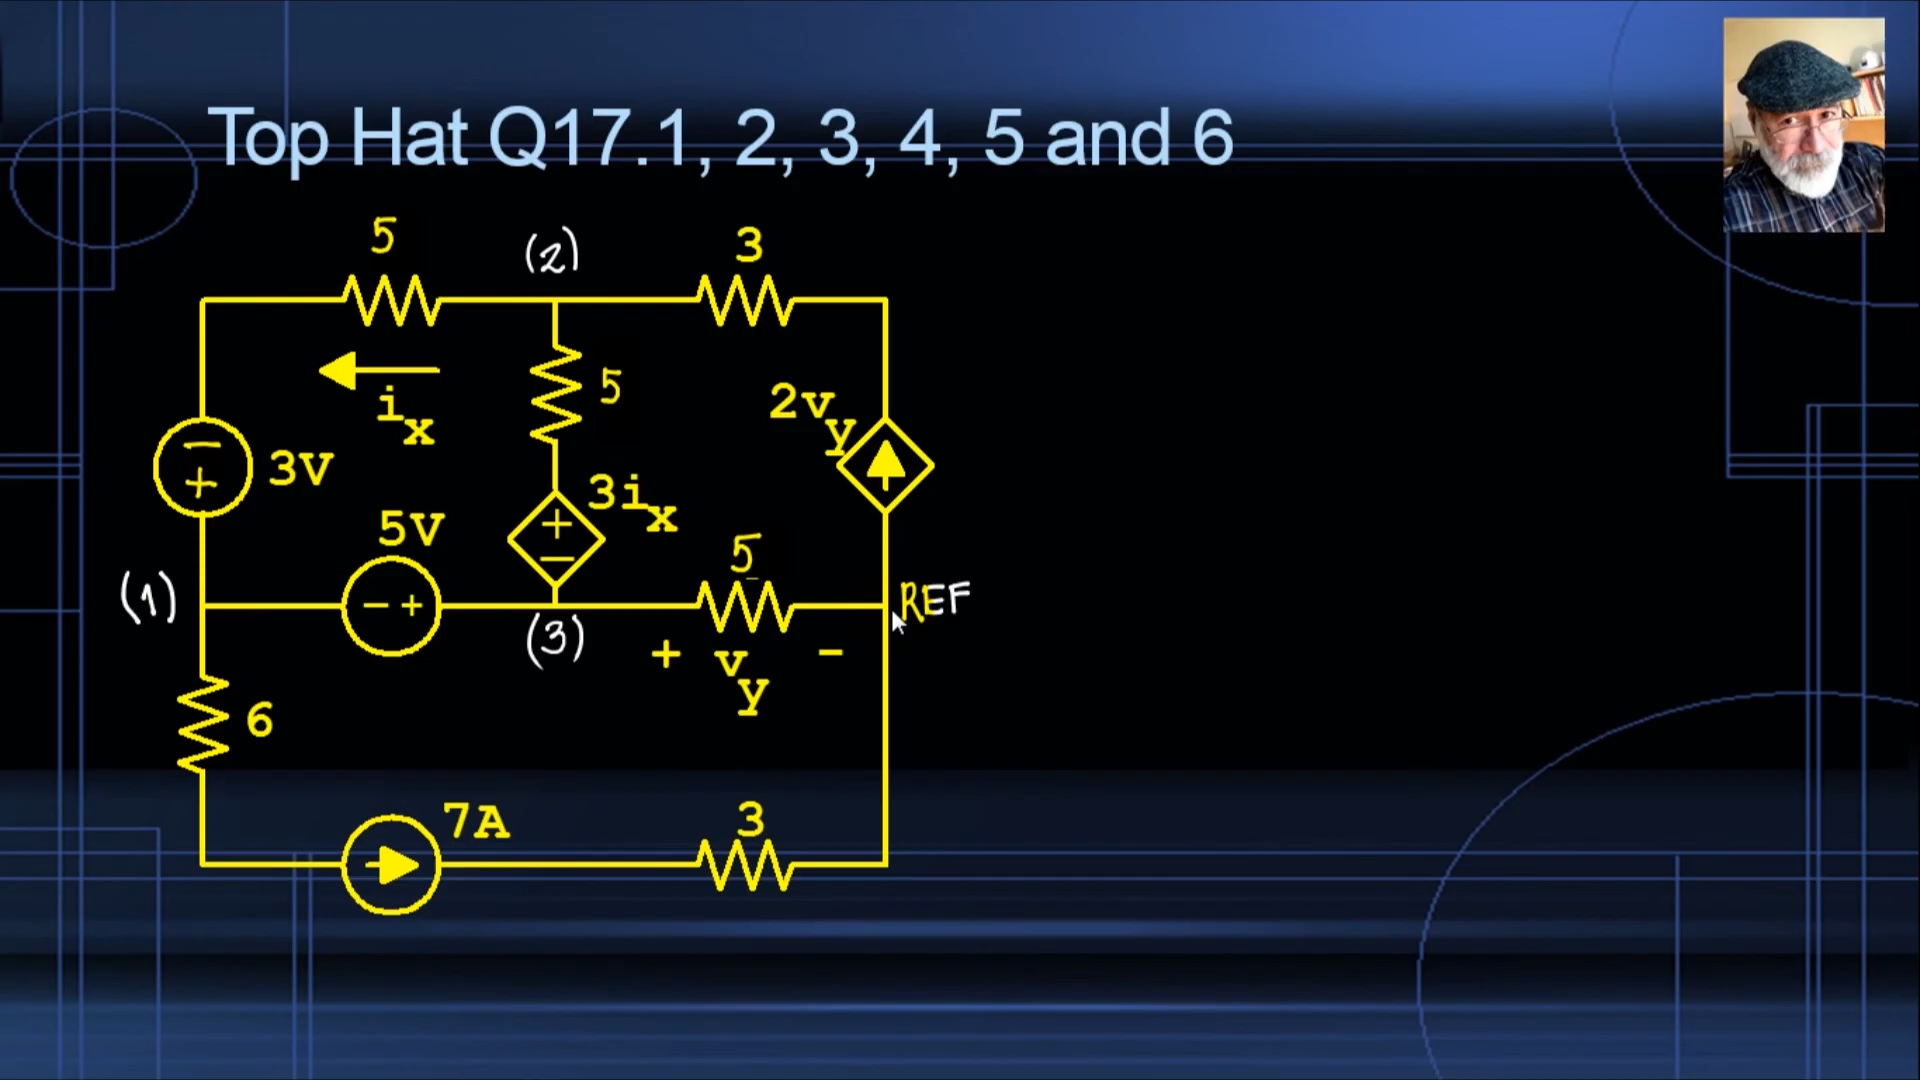 Top Hat Q17.1, 2, 3, 4, 5 and 6
5
(2)
3
i
x
5
2v
y
- +
3V
3i
x
+ -
5V
(1)
- +
5
REF
(3)
+ v
y -
6
7A
3